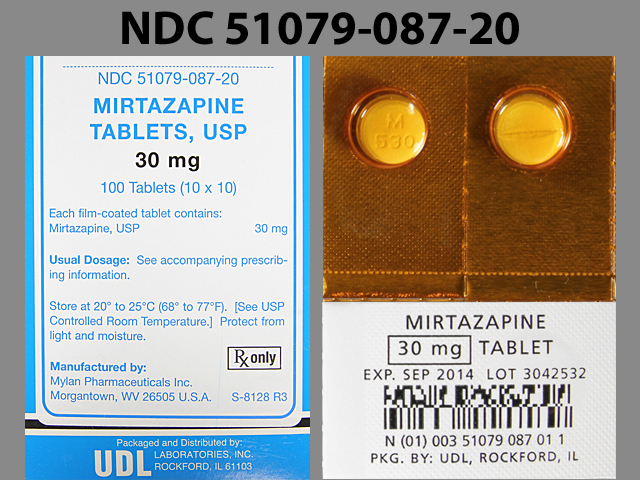 NDC 51079-087-20
NDC 51079-087-20
MIRTAZAPINE
TABLETS, USP
30 mg
100 Tablets (10 x 10)
Each film-coated tablet contains:
Mirtazapine, USP 30 mg
Usual Dosage: See accompanying prescrib-
ing information.
Store at 20° to 25°C (68° to 77°F). [See USP
Controlled Room Temperature.] Protect from
light and moisture.
Rx only
Manufactured by:
Mylan Pharmaceuticals Inc.
Morgantown, WV 26505 U.S.A. S-8128 R3
Packaged and Distributed by:
UDL LABORATORIES, INC.
ROCKFORD, IL 61103
M
530
MIRTAZAPINE
30 mg TABLET
EXP. SEP 2014 LOT 3042532
N (01) 003 51079 087 01 1
PKG. BY: UDL, ROCKFORD, IL